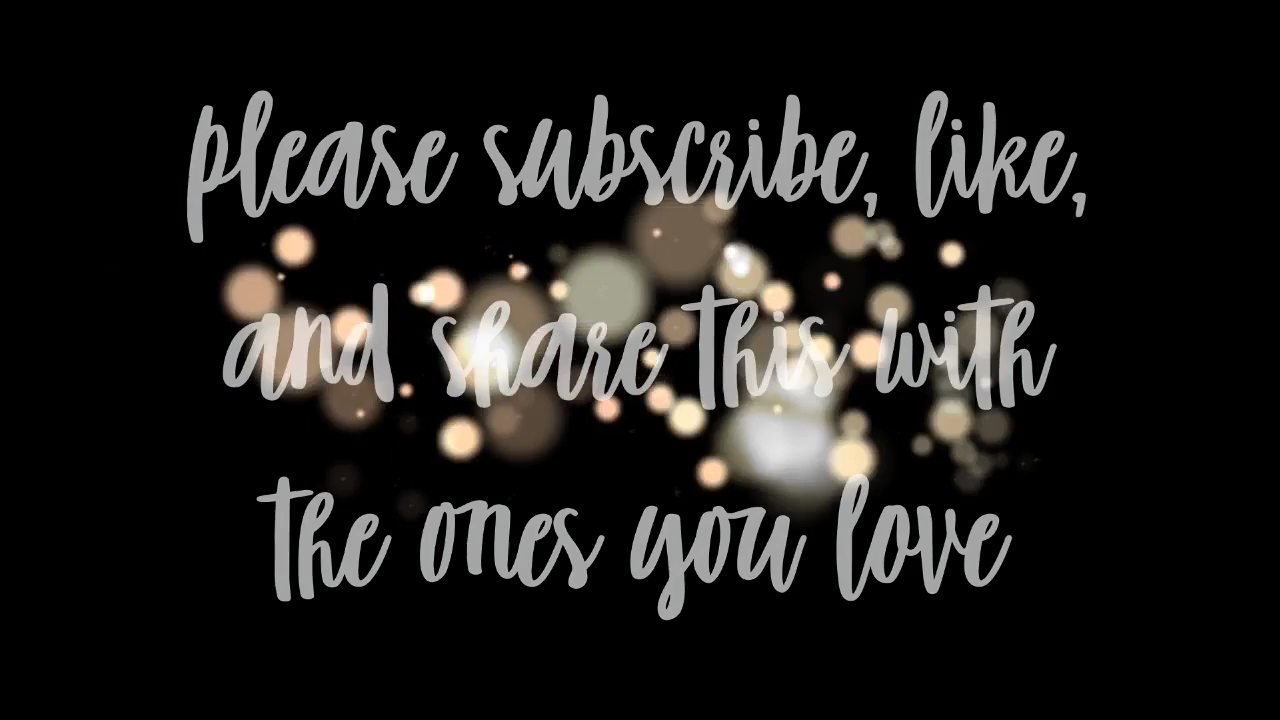 please subscribe, like,
and share this with
the ones you love